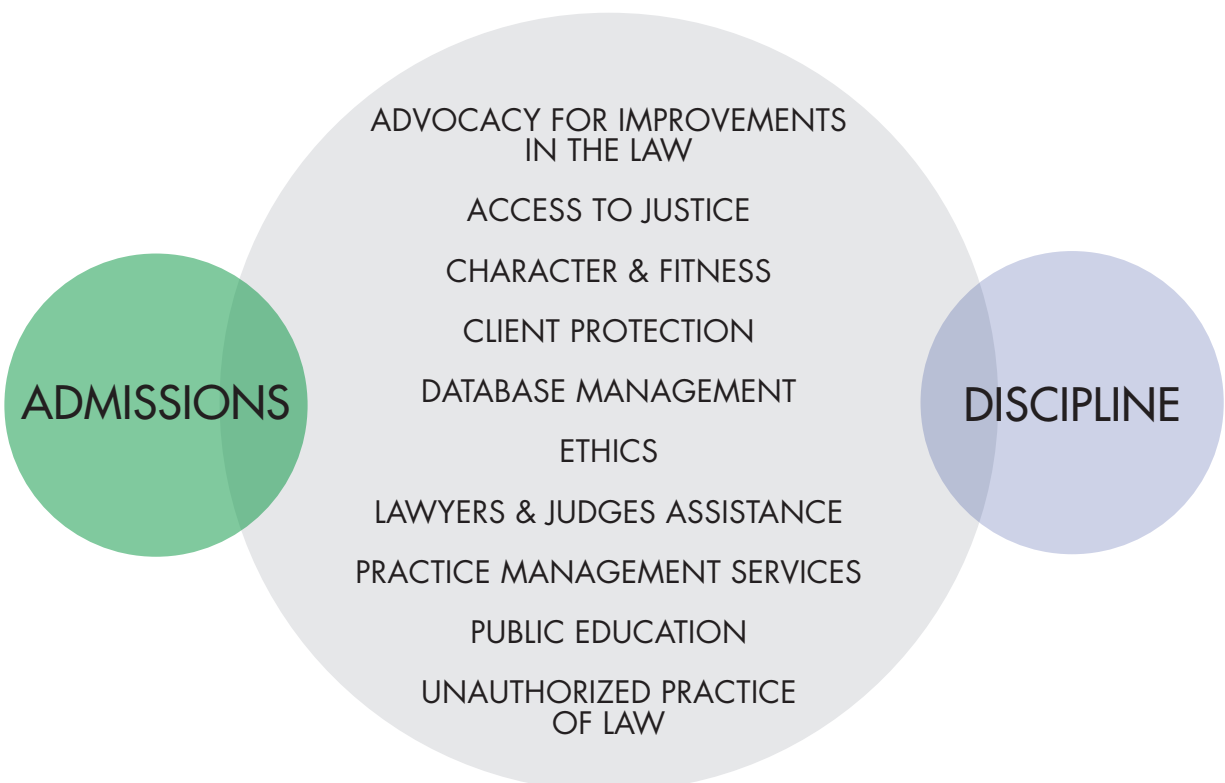 ADVOCACY FOR IMPROVEMENTS
IN THE LAW
ACCESS TO JUSTICE
CHARACTER & FITNESS
CLIENT PROTECTION
DATABASE MANAGEMENT
ADMISSIONS
DISCIPLINE
ETHICS
LAWYERS & JUDGES ASSISTANCE
PRACTICE MANAGEMENT SERVICES
PUBLIC EDUCATION
UNAUTHORIZED PRACTICE
OF LAW